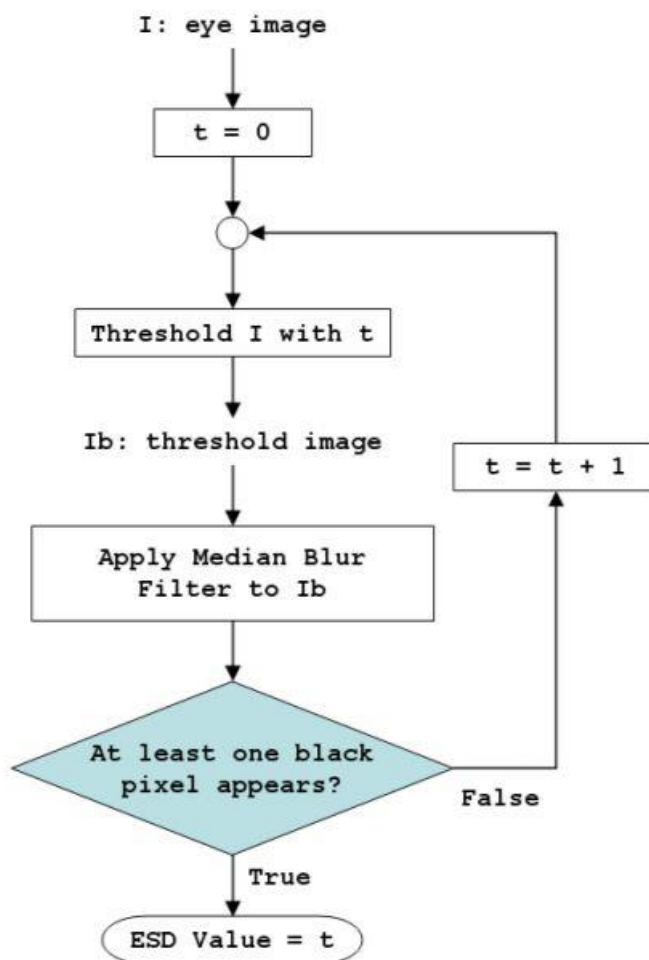 I: eye image
t = 0
Threshold I with t
Ib: threshold image
t = t + 1
Apply Median Blur
Filter to Ib
At least one black
pixel appears?
False
True
ESD Value = t